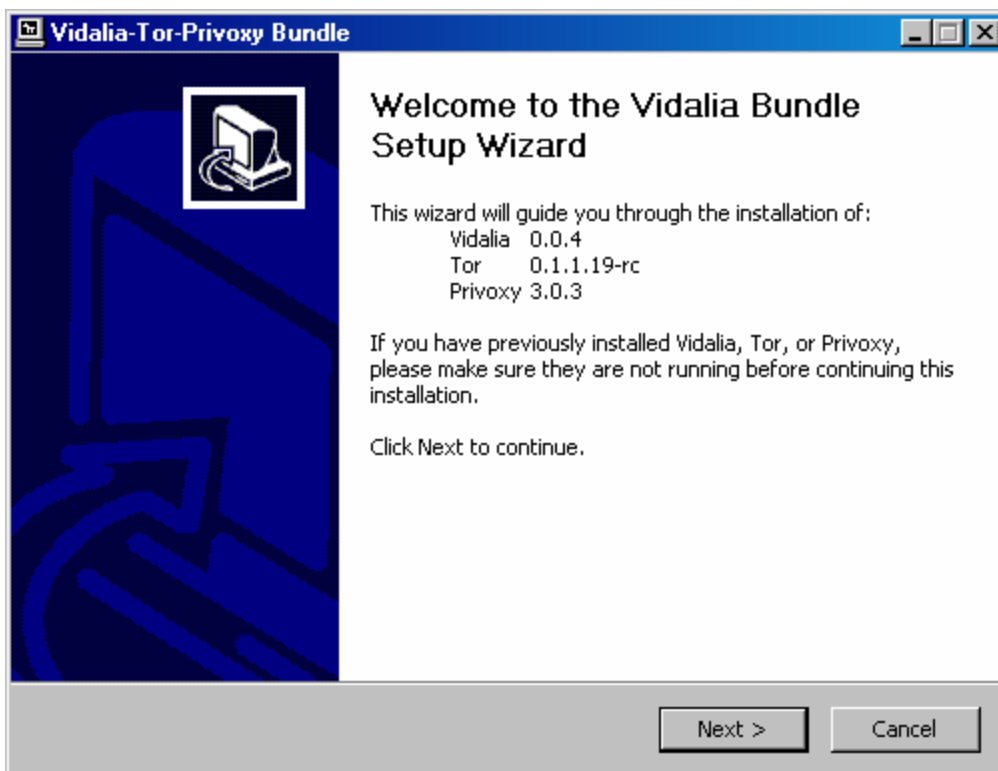 Vidalia-Tor-Privoxy Bundle
Welcome to the Vidalia Bundle
Setup Wizard
This wizard will guide you through the installation of:
Vidalia 0.0.4
Tor 0.1.1.19-rc
Privoxy 3.0.3
If you have previously installed Vidalia, Tor, or Privoxy,
please make sure they are not running before continuing this
installation.
Click Next to continue.
Next >
Cancel